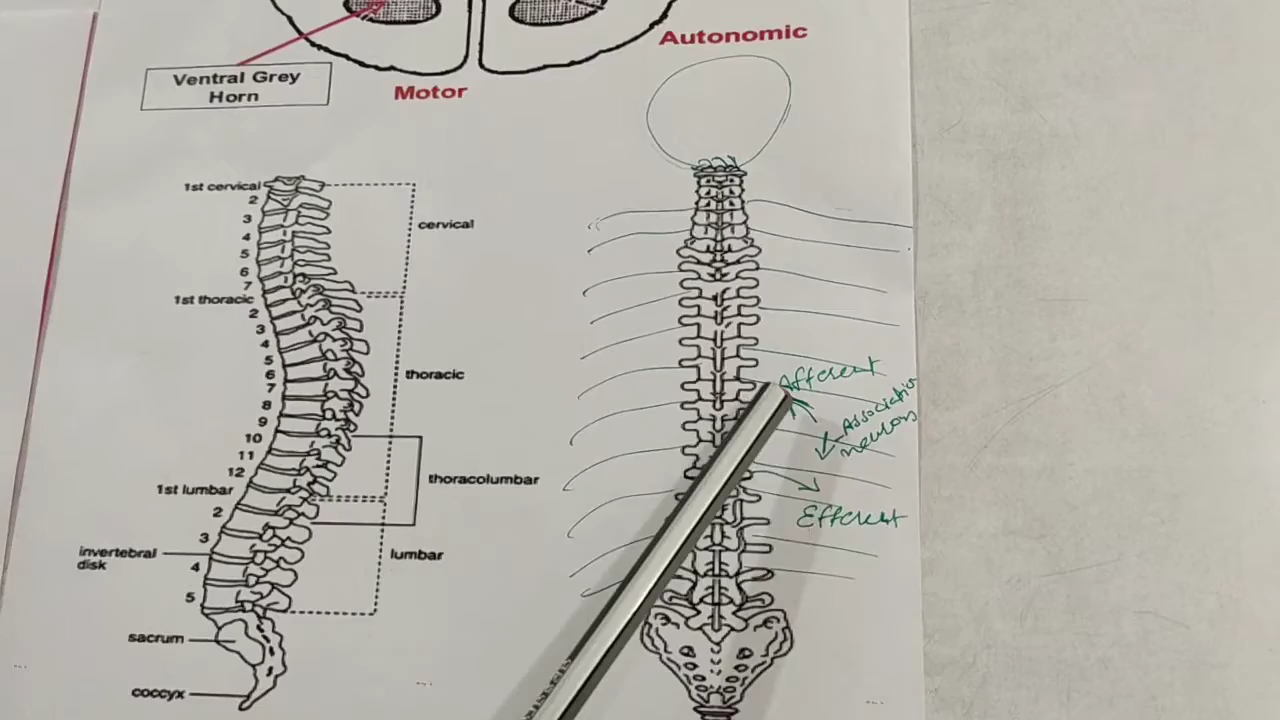 Autonomic
Ventral Grey
Horn
Motor
1st cervical
2
3
4
5
6
7
cervical
1st thoracic
2
3
4
5
6
7
8
9
10
11
12
thoracic
thoracolumbar
1st lumbar
2
3
4
5
lumbar
invertebral
disk
sacrum
coccyx
Afferent
Association
neurons
Efferent